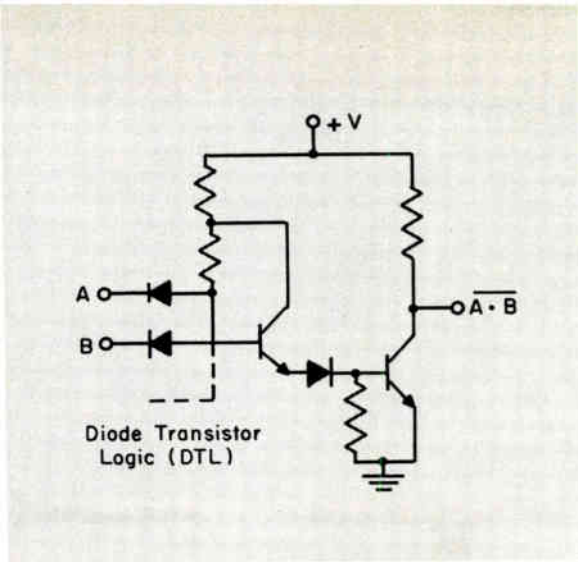 + V
A
B
A · B
Diode Transistor
Logic (DTL)